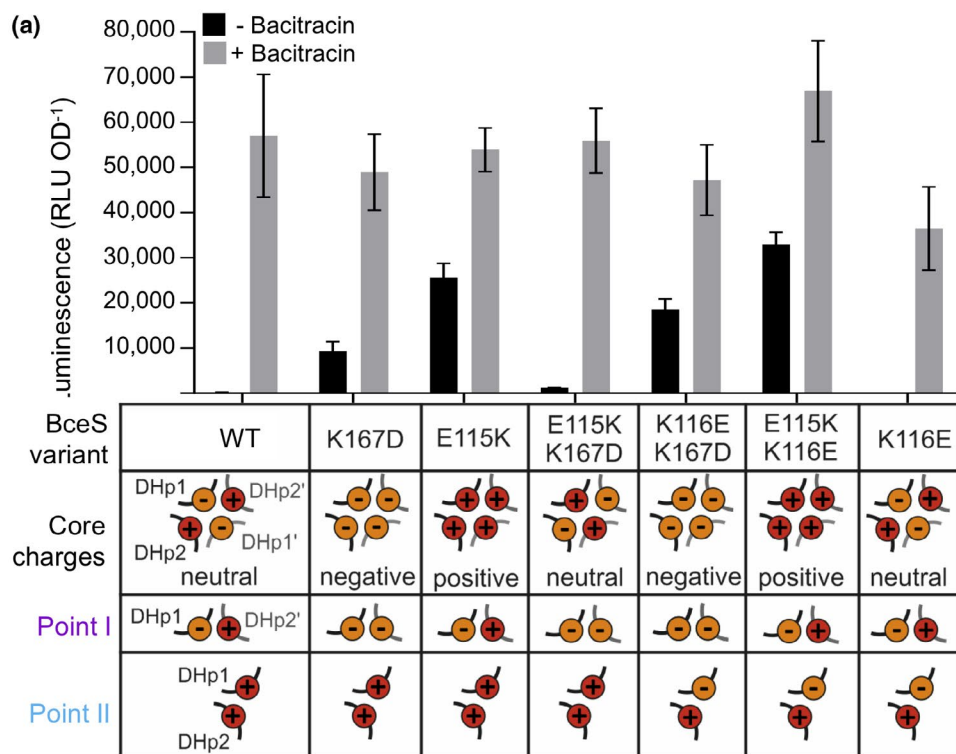 (a)
80,000
- Bacitracin
+ Bacitracin
70,000
60,000
50,000
40,000
30,000
20,000
10,000
.uminescence (RLU OD-1)
BceS variant
WT
K167D
E115K
E115K K167D
K116E K167D
E115K K116E
K116E
Core charges
DHp1 - + DHp2'
+ - DHp1'
DHp2
neutral
- -
- -
negative
+ +
+ +
positive
+ -
- +
neutral
- -
- -
negative
+ +
+ +
positive
- +
+ -
neutral
Point I
DHp1 - + DHp2'
- -
- +
- -
- -
- +
- +
Point II
DHp1 +
+
DHp2
+
+
+
+
+
+
-
+
-
+
-
+